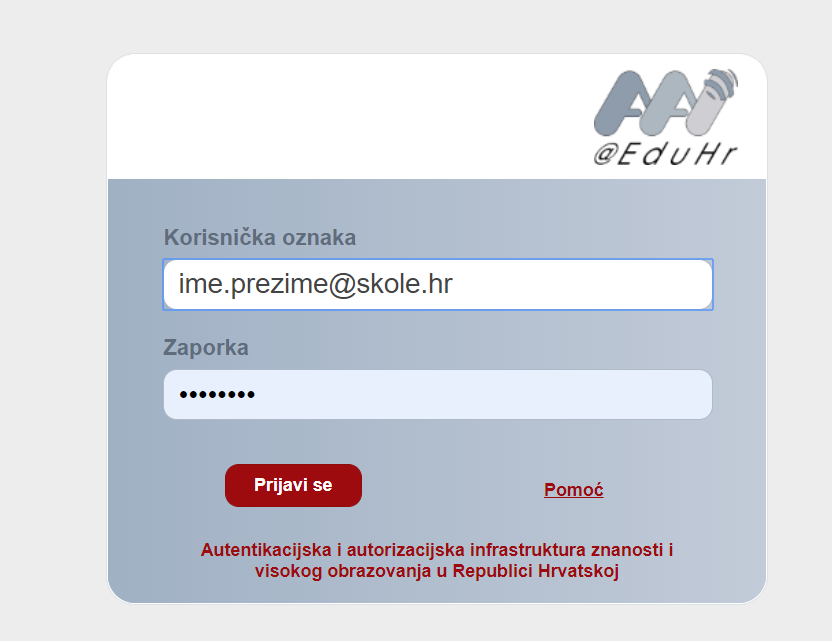 AAI
@EduHr
Korisnička oznaka
ime.prezime@skole.hr
Zaporka
••••••••
Prijavi se
Pomoć
Autentikacijska i autorizacijska infrastruktura znanosti i
visokog obrazovanja u Republici Hrvatskoj